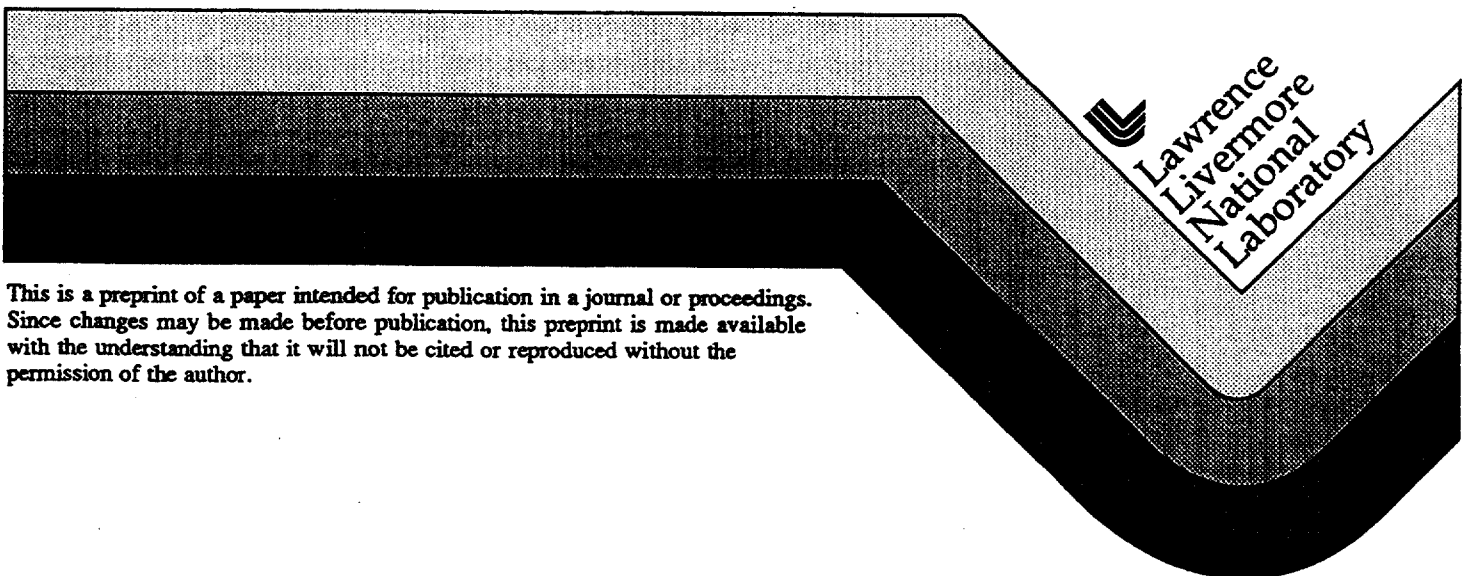 Lawrence
Livermore
National
Laboratory
This is a preprint of a paper intended for publication in a journal or proceedings.
Since changes may be made before publication, this preprint is made available
with the understanding that it will not be cited or reproduced without the
permission of the author.